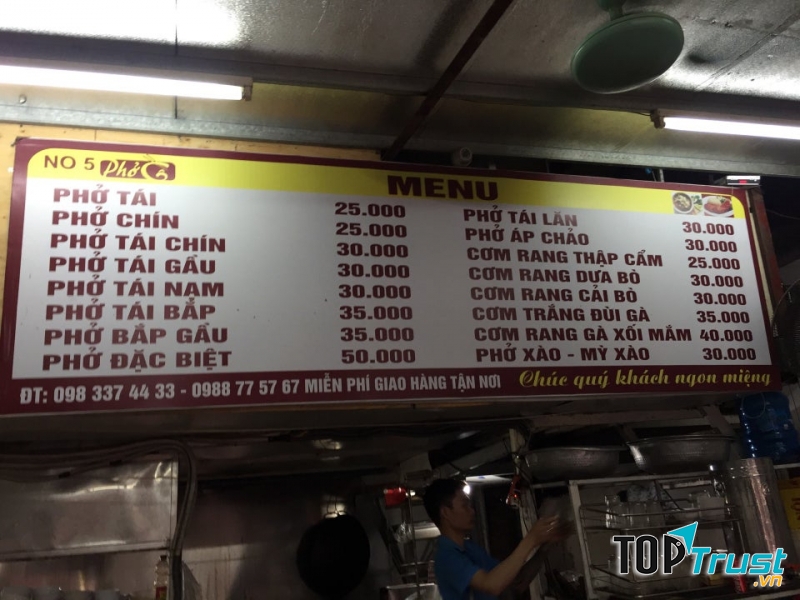 NO 5 Phở Cồ
MENU
PHỞ TÁI 25.000
PHỞ CHÍN 25.000
PHỞ TÁI CHÍN 30.000
PHỞ TÁI GẦU 30.000
PHỞ TÁI NẠM 30.000
PHỞ TÁI BẮP 35.000
PHỞ BẮP GẦU 35.000
PHỞ ĐẶC BIỆT 50.000
PHỞ TÁI LĂN 30.000
PHỞ ÁP CHẢO 30.000
CƠM RANG THẬP CẨM 25.000
CƠM RANG DƯA BÒ 30.000
CƠM RANG CẢI BÒ 30.000
CƠM TRẮNG ĐÙI GÀ 35.000
CƠM RANG GÀ XỐI MẮM 40.000
PHỞ XÀO - MỲ XÀO 30.000
ĐT: 098 337 44 33 - 0988 77 57 67 MIỄN PHÍ GIAO HÀNG TẬN NƠI
Chúc quý khách ngon miệng
TOPTrust.vn